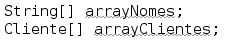 String[] arrayNomes;
Cliente[] arrayClientes;